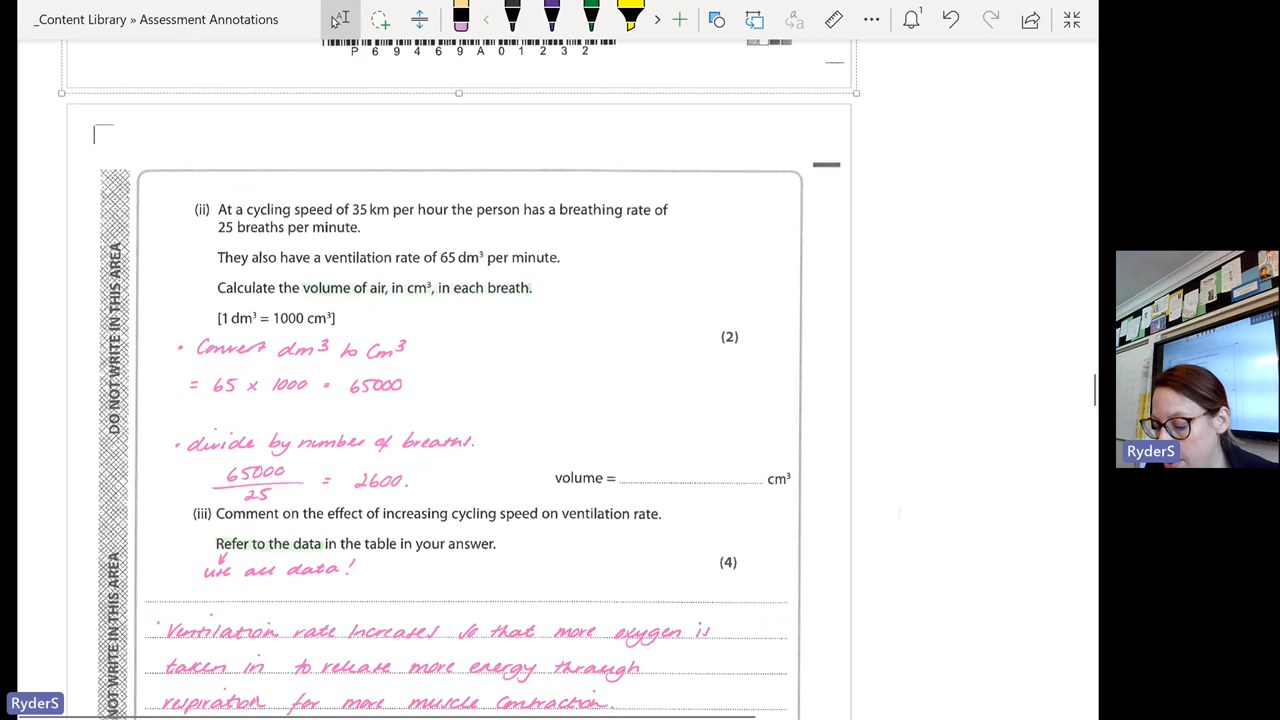 _Content Library » Assessment Annotations
1
P 6 9 4 6 9 A 0 1 2 3 2
DO NOT WRITE IN THIS AREA
(ii) At a cycling speed of 35 km per hour the person has a breathing rate of
25 breaths per minute.
They also have a ventilation rate of 65 dm³ per minute.
Calculate the volume of air, in cm³, in each breath.
[1 dm³ = 1000 cm³]
(2)
• Convert dm³ to cm³
= 65 x 1000 = 65000
• divide by number of breaths.
65000
25
= 2600.
volume = cm³
(iii) Comment on the effect of increasing cycling speed on ventilation rate.
Refer to the data in the table in your answer.
use all data!
(4)
• Ventilation rate increases so that more oxygen is
taken in to release more energy through
respiration for more muscle contraction.
NOT WRITE IN THIS AREA
RyderS
RyderS